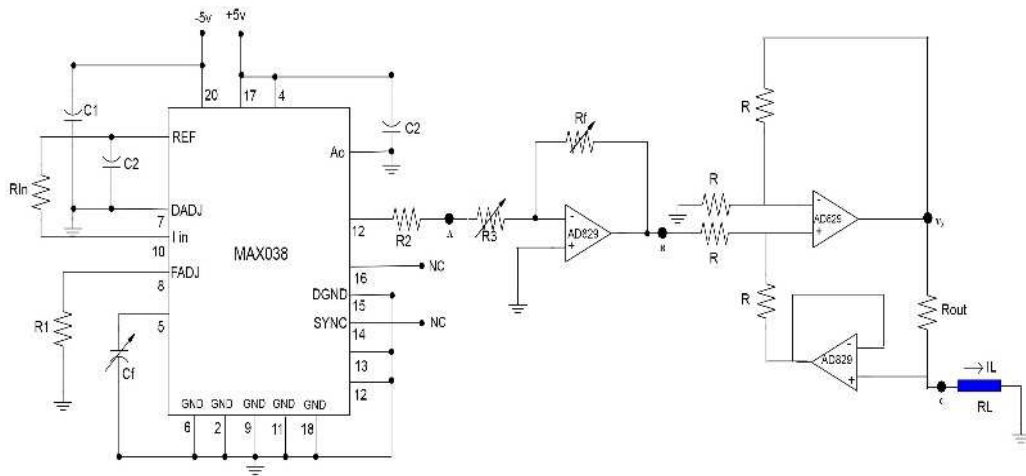 -5v
+5v
20
17
4
C1
REF
C2
Ao
C2
RIn
DADJ
7
I in
10
FADJ
8
5
R1
Cf
MAX038
12
R2
A
R3
Rf
-
+
AD829
B
16
NC
DGND
15
SYNC
NC
14
13
12
GND
GND
GND
GND
GND
6
2
9
11
18
R
R
R
-
+
AD829
R
-
+
AD829
Rout
C
IL
RL